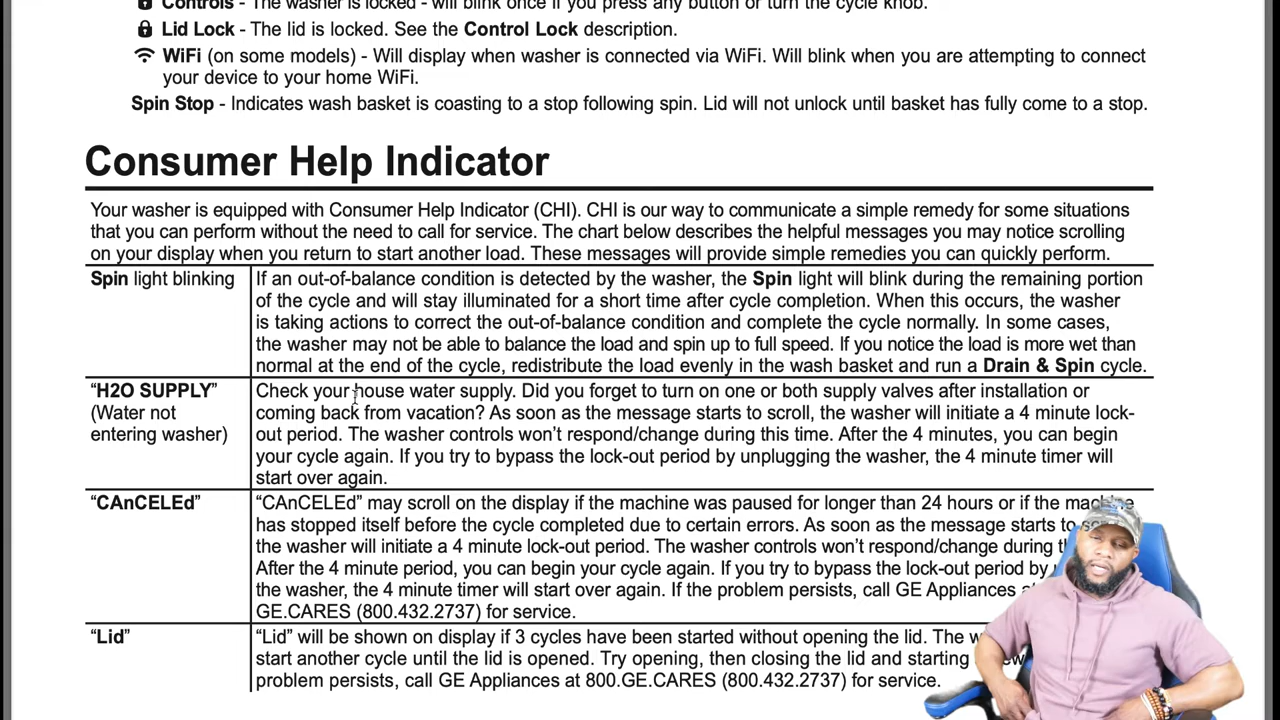 Controls - The washer is locked - will blink once if you press any button or turn the cycle knob.
Lid Lock - The lid is locked. See the Control Lock description.
WiFi (on some models) - Will display when washer is connected via WiFi. Will blink when you are attempting to connect
your device to your home WiFi.
Spin Stop - Indicates wash basket is coasting to a stop following spin. Lid will not unlock until basket has fully come to a stop.
Consumer Help Indicator
Your washer is equipped with Consumer Help Indicator (CHI). CHI is our way to communicate a simple remedy for some situations
that you can perform without the need to call for service. The chart below describes the helpful messages you may notice scrolling
on your display when you return to start another load. These messages will provide simple remedies you can quickly perform.
Spin light blinking
If an out-of-balance condition is detected by the washer, the Spin light will blink during the remaining portion
of the cycle and will stay illuminated for a short time after cycle completion. When this occurs, the washer
is taking actions to correct the out-of-balance condition and complete the cycle normally. In some cases,
the washer may not be able to balance the load and spin up to full speed. If you notice the load is more wet than
normal at the end of the cycle, redistribute the load evenly in the wash basket and run a Drain & Spin cycle.
“H2O SUPPLY”
(Water not
entering washer)
Check your house water supply. Did you forget to turn on one or both supply valves after installation or
coming back from vacation? As soon as the message starts to scroll, the washer will initiate a 4 minute lock-
out period. The washer controls won’t respond/change during this time. After the 4 minutes, you can begin
your cycle again. If you try to bypass the lock-out period by unplugging the washer, the 4 minute timer will
start over again.
“CAnCELEd”
“CAnCELEd” may scroll on the display if the machine was paused for longer than 24 hours or if the machine
has stopped itself before the cycle completed due to certain errors. As soon as the message starts to
the washer will initiate a 4 minute lock-out period. The washer controls won’t respond/change during
After the 4 minute period, you can begin your cycle again. If you try to bypass the lock-out period by
the washer, the 4 minute timer will start over again. If the problem persists, call GE Appliances
GE.CARES (800.432.2737) for service.
“Lid”
“Lid” will be shown on display if 3 cycles have been started without opening the lid. The
start another cycle until the lid is opened. Try opening, then closing the lid and starting
problem persists, call GE Appliances at 800.GE.CARES (800.432.2737) for service.